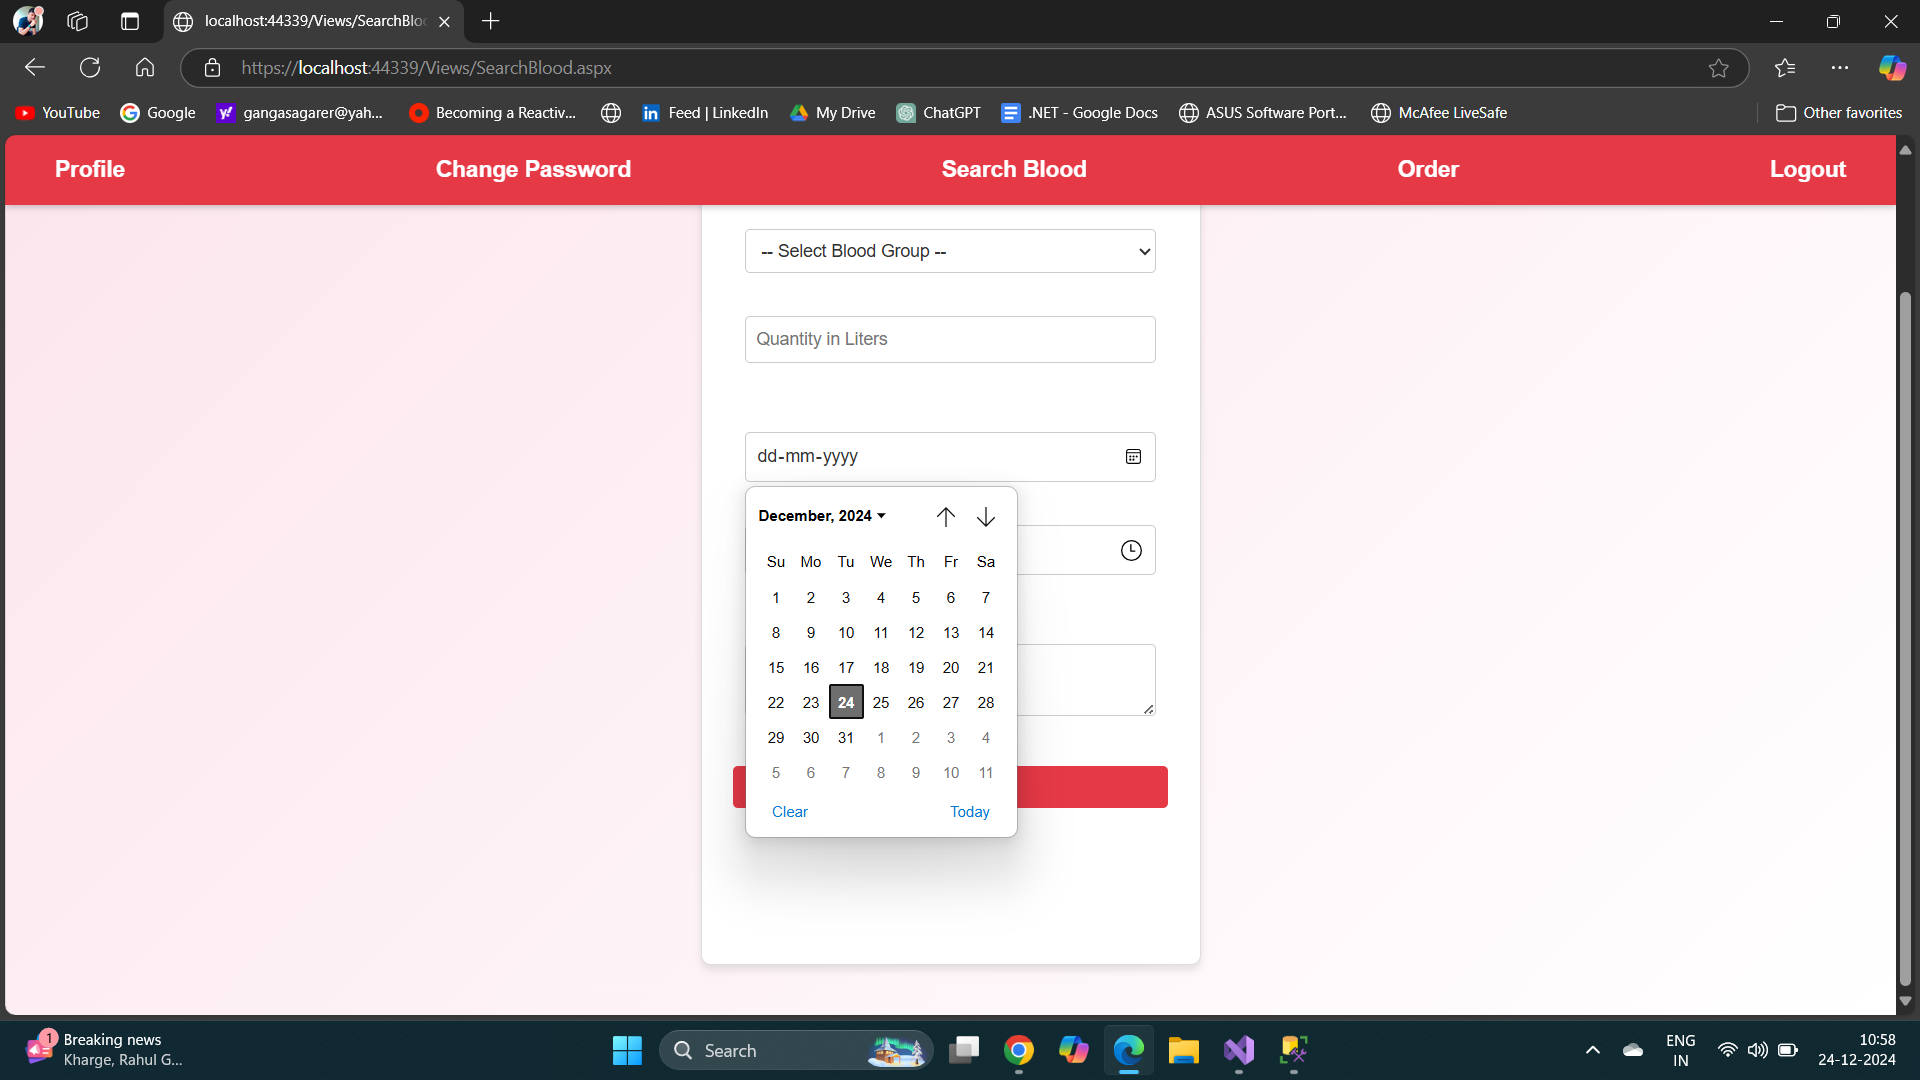 localhost:44339/Views/SearchBloo
https://localhost:44339/Views/SearchBlood.aspx
YouTube
Google
gangasagarer@yah...
Becoming a Reactiv...
Feed | LinkedIn
My Drive
ChatGPT
.NET - Google Docs
ASUS Software Port...
McAfee LiveSafe
Other favorites
Profile
Change Password
Search Blood
Order
Logout
-- Select Blood Group --
Quantity in Liters
dd-mm-yyyy
December, 2024
Su Mo Tu We Th Fr Sa
1 2 3 4 5 6 7
8 9 10 11 12 13 14
15 16 17 18 19 20 21
22 23 24 25 26 27 28
29 30 31 1 2 3 4
5 6 7 8 9 10 11
Clear Today
1
Breaking news
Kharge, Rahul G...
Search
ENG
IN
10:58
24-12-2024